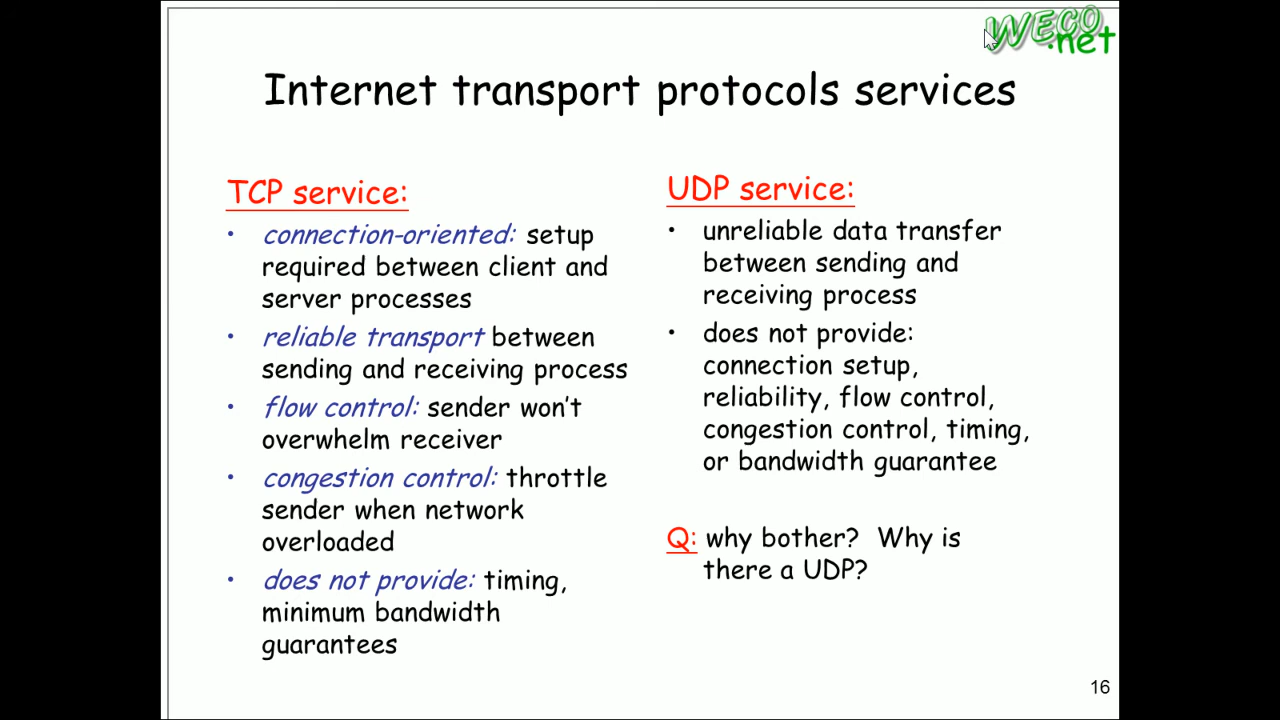 WECO
.net
Internet transport protocols services
TCP service:
• connection-oriented: setup
required between client and
server processes
• reliable transport between
sending and receiving process
• flow control: sender won't
overwhelm receiver
• congestion control: throttle
sender when network
overloaded
• does not provide: timing,
minimum bandwidth
guarantees
UDP service:
• unreliable data transfer
between sending and
receiving process
• does not provide:
connection setup,
reliability, flow control,
congestion control, timing,
or bandwidth guarantee
Q: why bother? Why is
there a UDP?
16